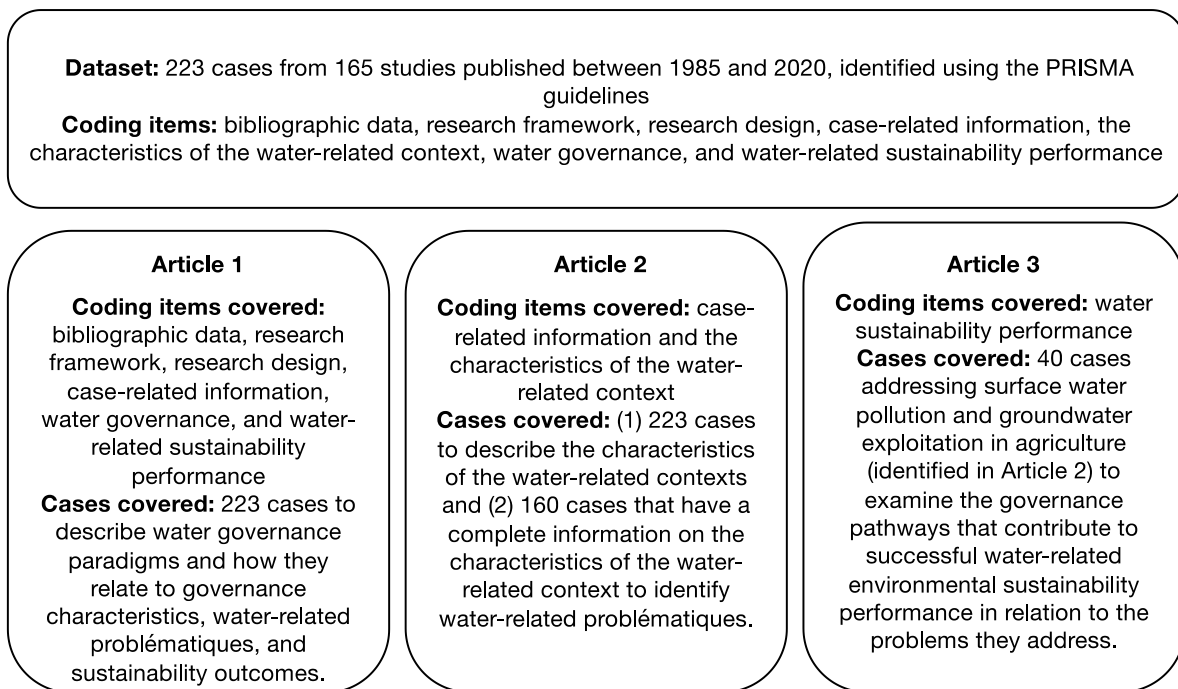 Dataset: 223 cases from 165 studies published between 1985 and 2020, identified using the PRISMA
guidelines
Coding items: bibliographic data, research framework, research design, case-related information, the
characteristics of the water-related context, water governance, and water-related sustainability performance
Article 1
Coding items covered:
bibliographic data, research
framework, research design,
case-related information,
water governance, and water-
related sustainability
performance
Cases covered: 223 cases to
describe water governance
paradigms and how they
relate to governance
characteristics, water-related
problématiques, and
sustainability outcomes.
Article 2
Coding items covered: case-
related information and the
characteristics of the water-
related context
Cases covered: (1) 223 cases
to describe the characteristics
of the water-related contexts
and (2) 160 cases that have a
complete information on the
characteristics of the water-
related context to identify
water-related problématiques.
Article 3
Coding items covered: water
sustainability performance
Cases covered: 40 cases
addressing surface water
pollution and groundwater
exploitation in agriculture
(identified in Article 2) to
examine the governance
pathways that contribute to
successful water-related
environmental sustainability
performance in relation to the
problems they address.